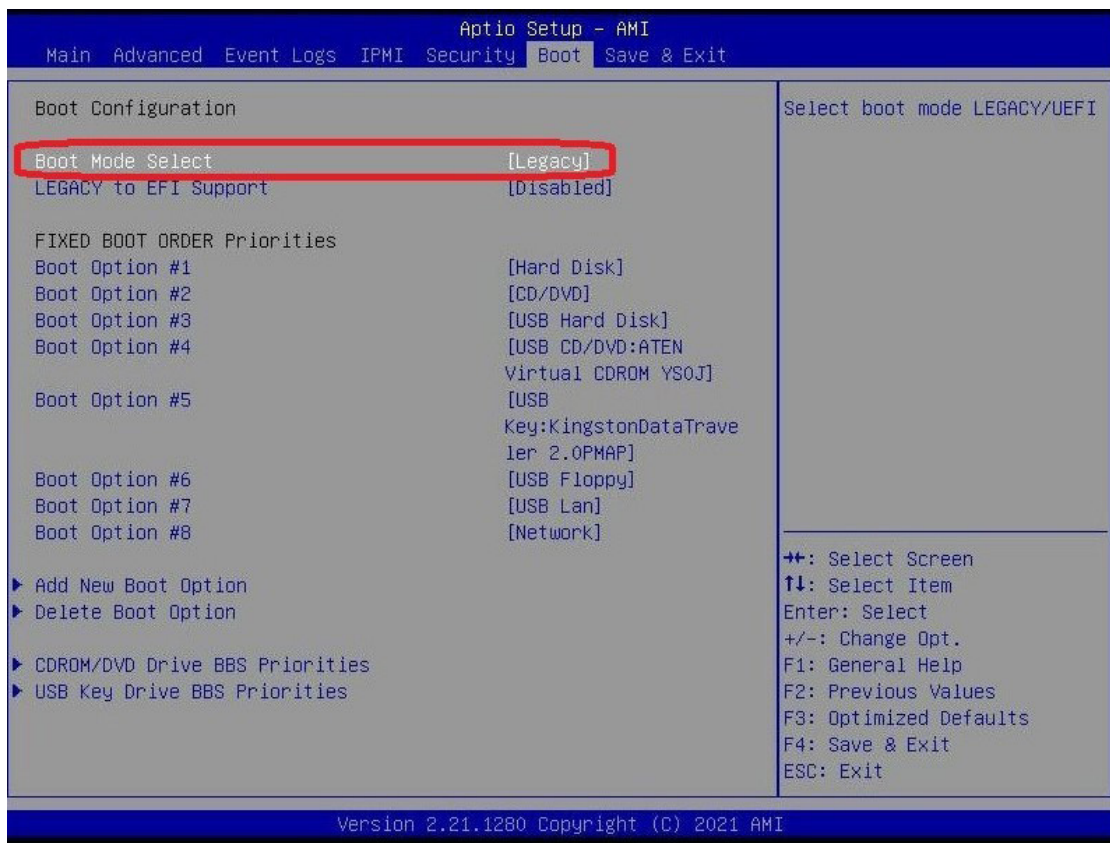 Aptio Setup – AMI
Main Advanced Event Logs IPMI Security Boot Save & Exit
Boot Configuration
Select boot mode LEGACY/UEFI
Boot Mode Select [Legacy]
LEGACY to EFI Support [Disabled]
FIXED BOOT ORDER Priorities
Boot Option #1 [Hard Disk]
Boot Option #2 [CD/DVD]
Boot Option #3 [USB Hard Disk]
Boot Option #4 [USB CD/DVD:ATEN
Virtual CDROM YS0J]
Boot Option #5 [USB
Key:KingstonDataTrave
ler 2.0PMAP]
Boot Option #6 [USB Floppy]
Boot Option #7 [USB Lan]
Boot Option #8 [Network]
Add New Boot Option
Delete Boot Option
CDROM/DVD Drive BBS Priorities
USB Key Drive BBS Priorities
→←: Select Screen
↑↓: Select Item
Enter: Select
+/-: Change Opt.
F1: General Help
F2: Previous Values
F3: Optimized Defaults
F4: Save & Exit
ESC: Exit
Version 2.21.1280 Copyright (C) 2021 AMI